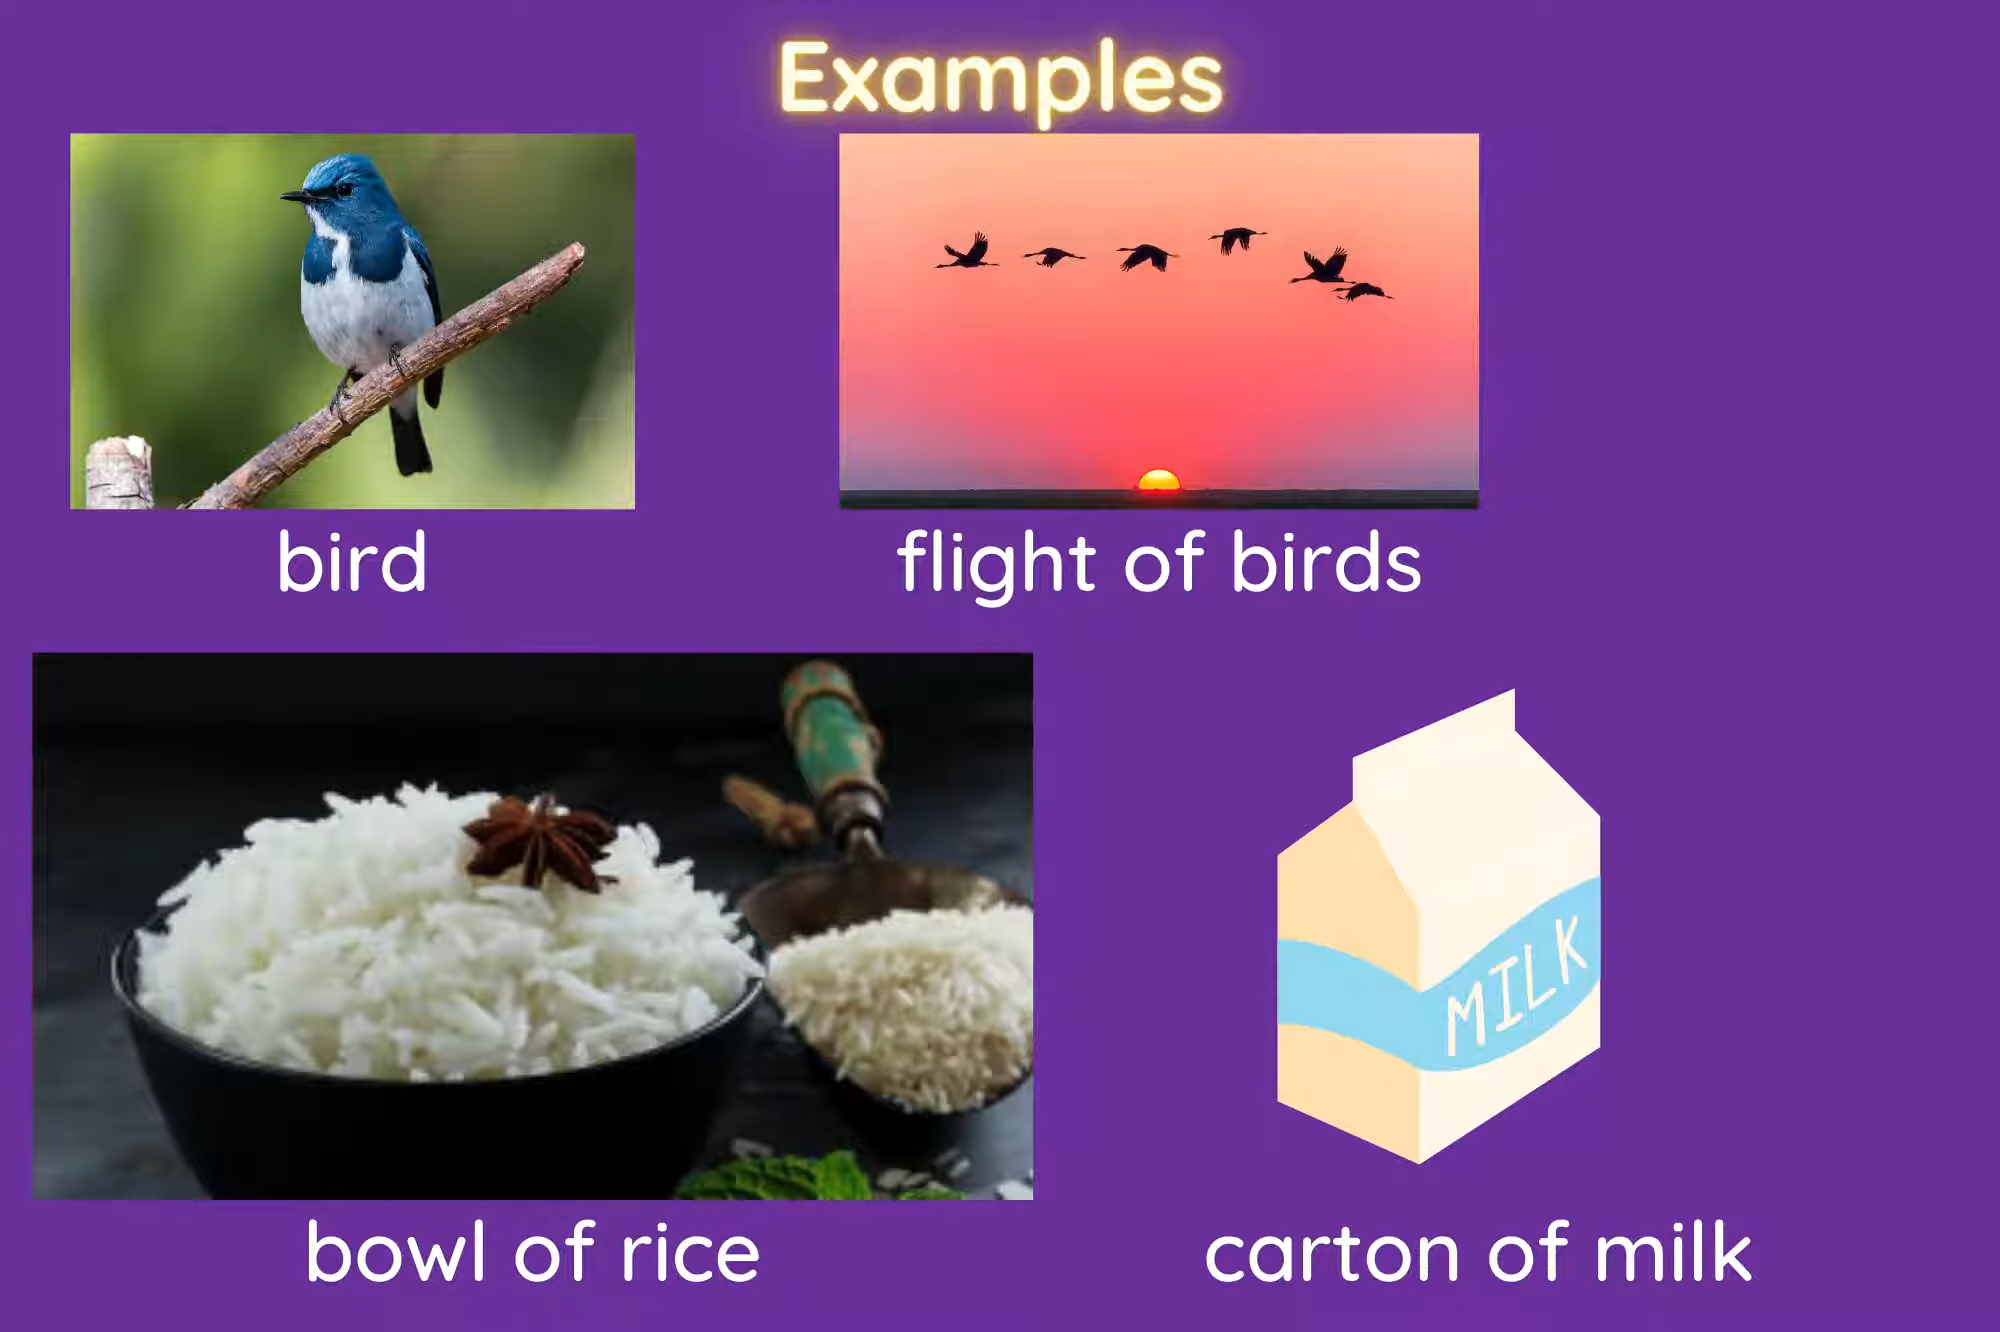 Examples
bird
flight of birds
MILK
bowl of rice
carton of milk